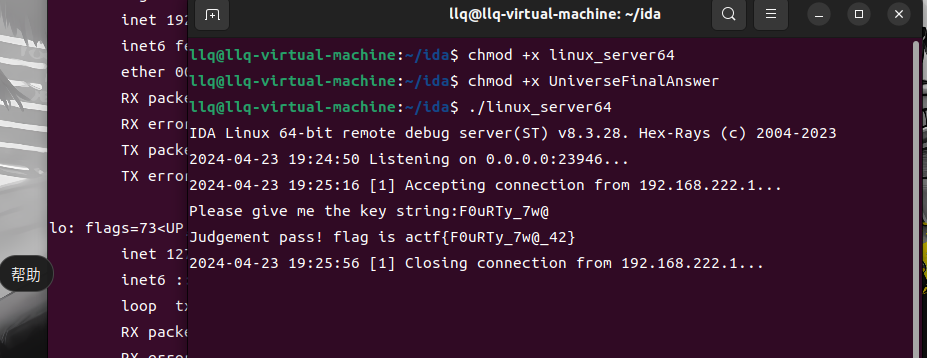 llq@llq-virtual-machine: ~/ida
inet 192
inet6 fe
ether 00
RX packe
RX error
TX packe
TX error
lo: flags=73<UP
inet 127
inet6 ::
loop tx
RX packe
RX error
帮助
llq@llq-virtual-machine:~/ida$ chmod +x linux_server64
llq@llq-virtual-machine:~/ida$ chmod +x UniverseFinalAnswer
llq@llq-virtual-machine:~/ida$ ./linux_server64
IDA Linux 64-bit remote debug server(ST) v8.3.28. Hex-Rays (c) 2004-2023
2024-04-23 19:24:50 Listening on 0.0.0.0:23946...
2024-04-23 19:25:16 [1] Accepting connection from 192.168.222.1...
Please give me the key string:F0uRTy_7w@
Judgement pass! flag is actf{F0uRTy_7w@_42}
2024-04-23 19:25:56 [1] Closing connection from 192.168.222.1...